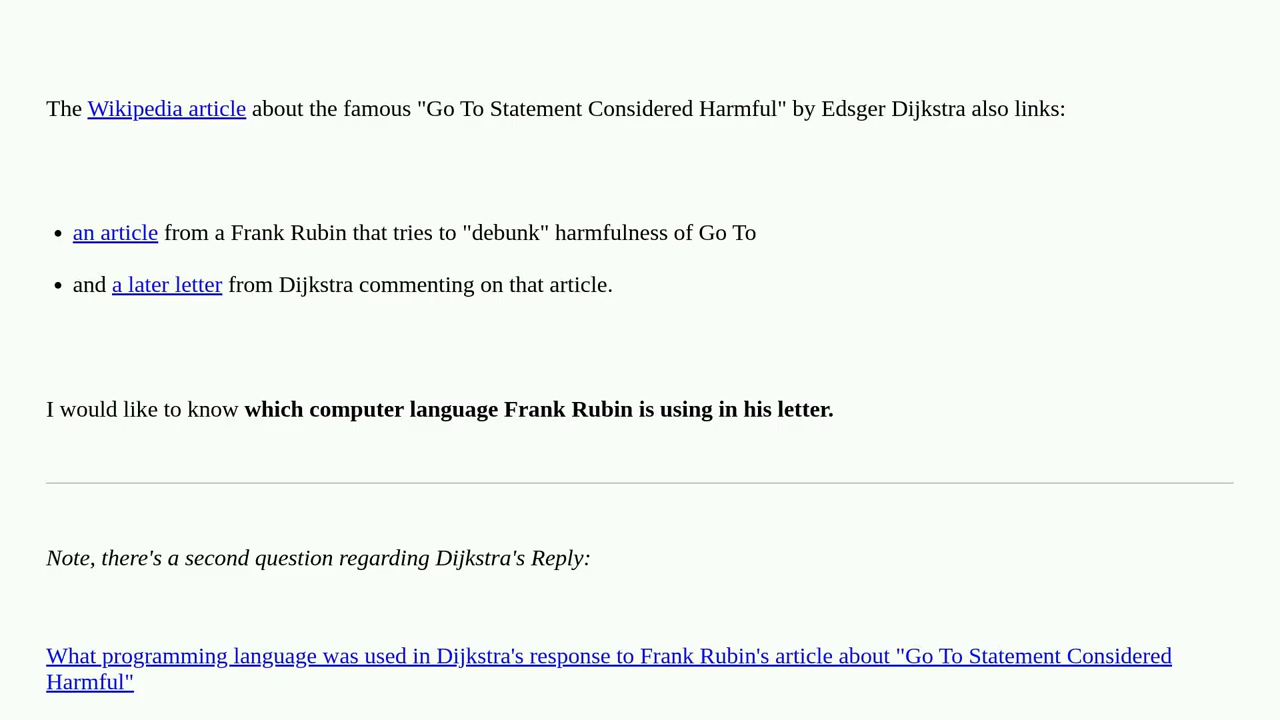 The Wikipedia article about the famous "Go To Statement Considered Harmful" by Edsger Dijkstra also links:
• an article from a Frank Rubin that tries to "debunk" harmfulness of Go To
• and a later letter from Dijkstra commenting on that article.
I would like to know which computer language Frank Rubin is using in his letter.
Note, there's a second question regarding Dijkstra's Reply:
What programming language was used in Dijkstra's response to Frank Rubin's article about "Go To Statement Considered
Harmful"